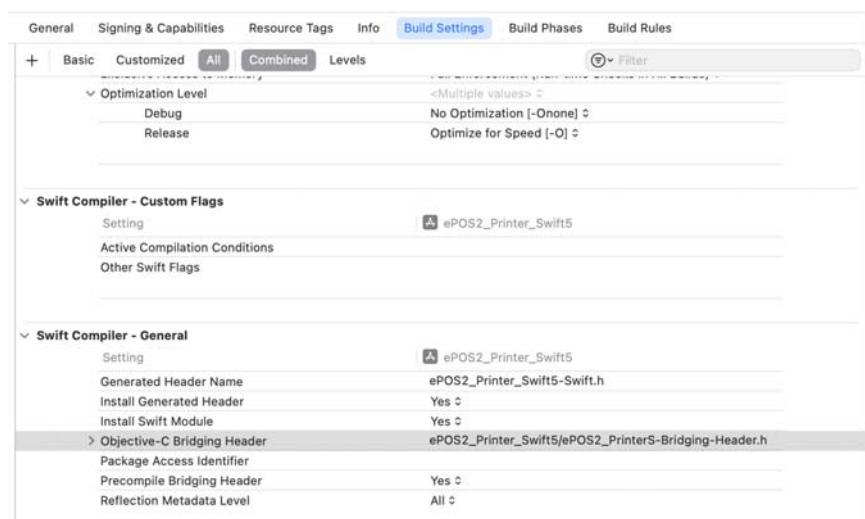 General Signing & Capabilities Resource Tags Info Build Settings Build Phases Build Rules
+ Basic Customized All Combined Levels Filter
Optimization Level <Multiple values>
Debug No Optimization [-Onone]
Release Optimize for Speed [-O]
Swift Compiler - Custom Flags
Setting ePOS2_Printer_Swift5
Active Compilation Conditions
Other Swift Flags
Swift Compiler - General
Setting ePOS2_Printer_Swift5
Generated Header Name ePOS2_Printer_Swift5-Swift.h
Install Generated Header Yes
Install Swift Module Yes
Objective-C Bridging Header ePOS2_Printer_Swift5/ePOS2_PrinterS-Bridging-Header.h
Package Access Identifier
Precompile Bridging Header Yes
Reflection Metadata Level All